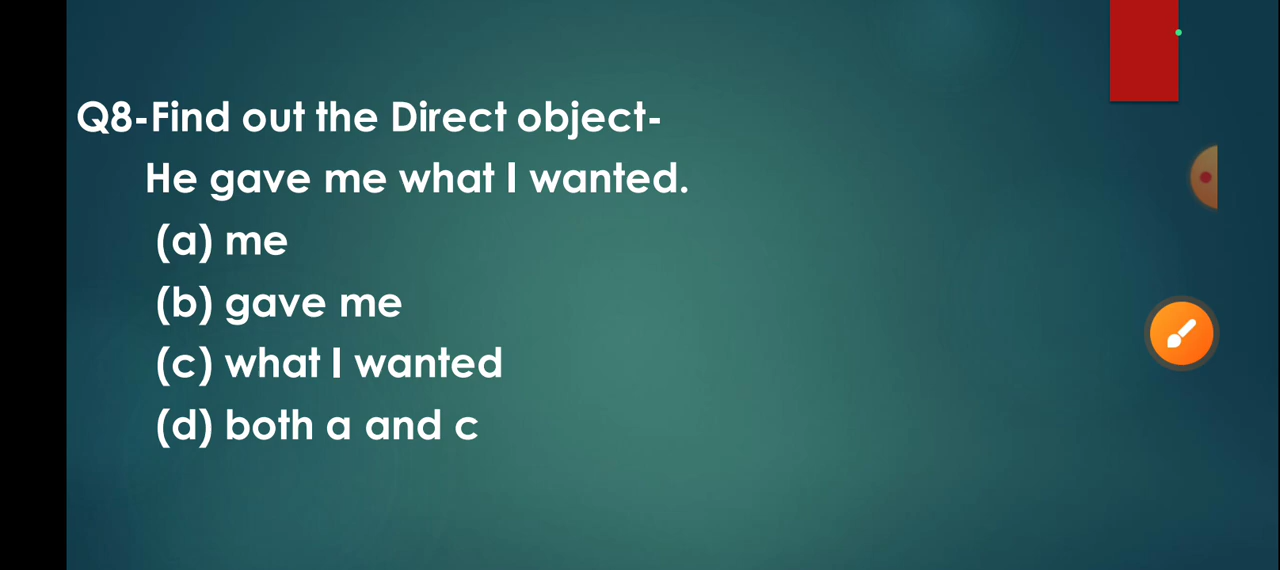 Q8-Find out the Direct object-
He gave me what I wanted.
(a) me
(b) gave me
(c) what I wanted
(d) both a and c